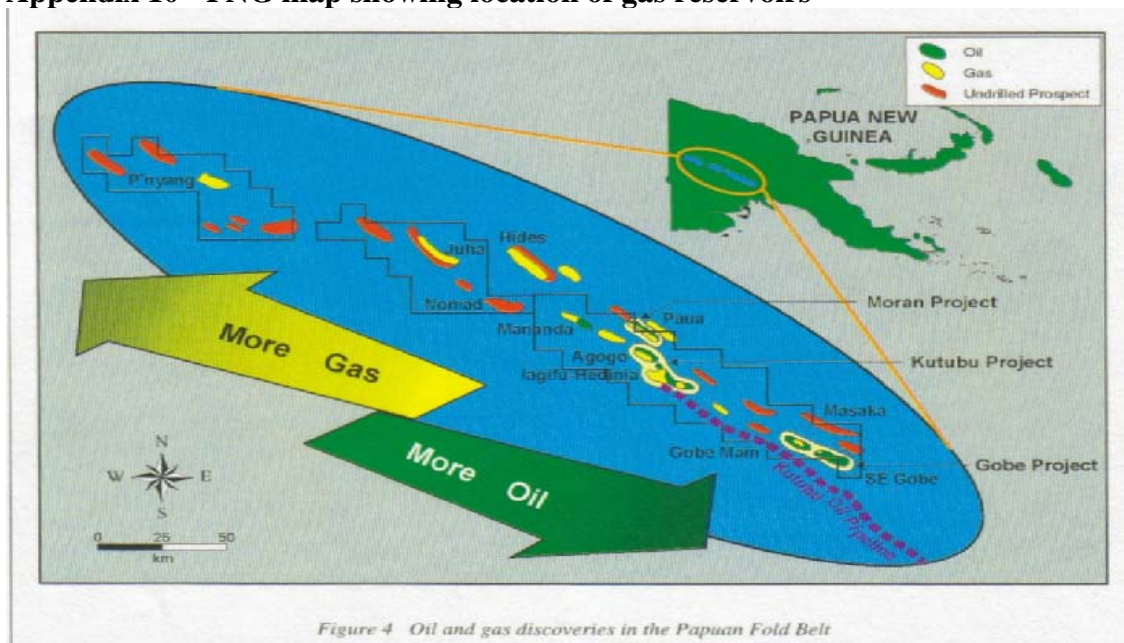 Appendix 10 - PNG map showing location of gas reservoirs
Oil
Gas
Undrilled Prospect
PAPUA NEW
GUINEA
P'nyang
Juha
Hides
Nomad
Mananda
Paua
Moran Project
Agogo
Iagifu-Hedinia
Kutubu Project
Masaka
Gobe Main
SE Gobe
Gobe Project
Kutubu Oil Pipeline
More Gas
More Oil
N
W E
S
0 25 50
km
Figure 4 Oil and gas discoveries in the Papuan Fold Belt